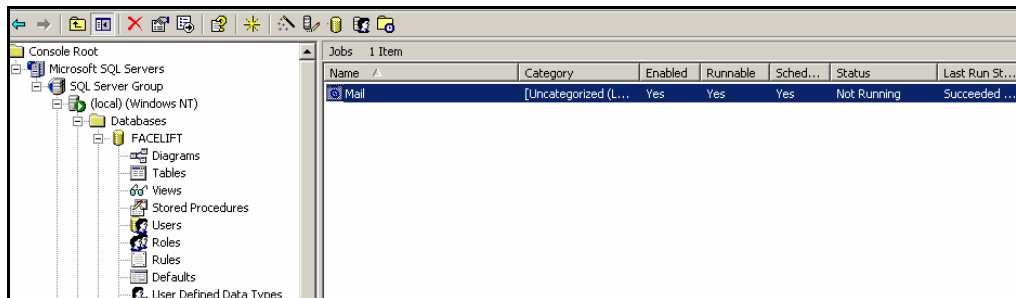 Console Root
Microsoft SQL Servers
SQL Server Group
(local) (Windows NT)
Databases
FACELIFT
Diagrams
Tables
Views
Stored Procedures
Users
Roles
Rules
Defaults
User Defined Data Types
Jobs 1 Item
Name Category Enabled Runnable Sched... Status Last Run St...
Mail [Uncategorized (L... Yes Yes Yes Not Running Succeeded ...